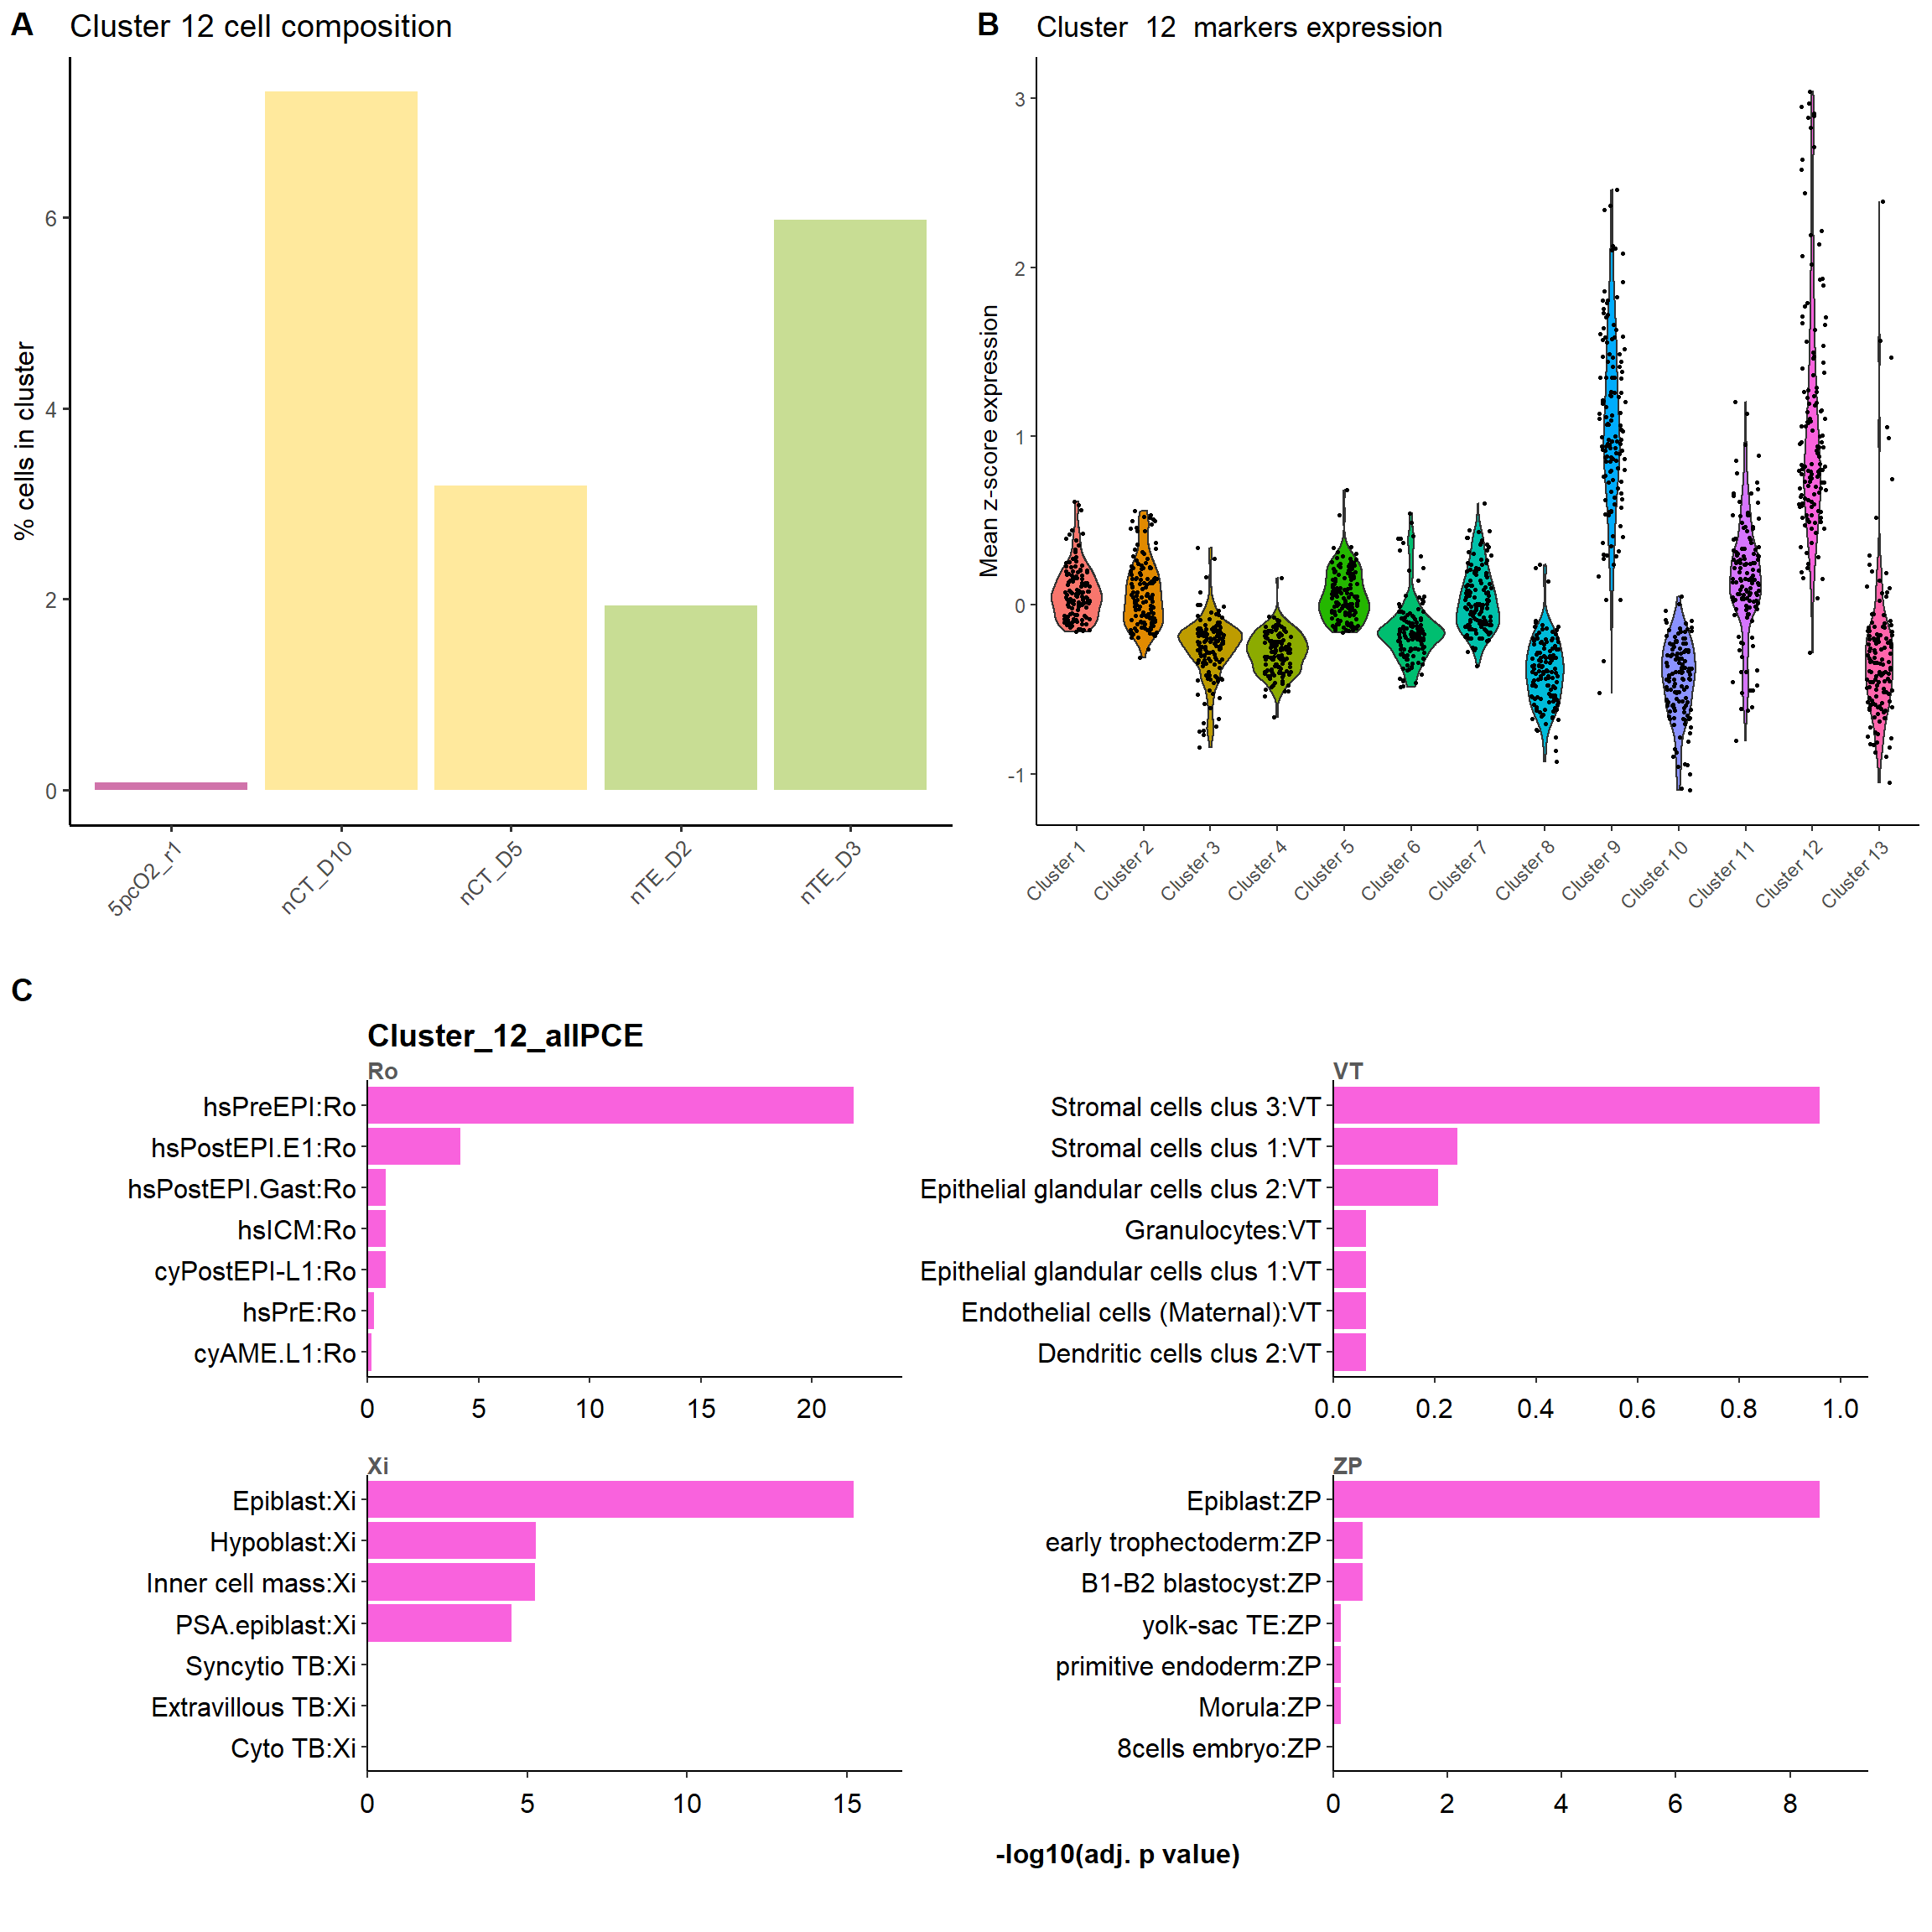 A Cluster 12 cell composition
% cells in cluster
6
4
2
0
5pcO2_r1
nCT_D10
nCT_D5
nTE_D2
nTE_D3
B Cluster 12 markers expression
Mean z-score expression
3
2
1
0
-1
Cluster 1
Cluster 2
Cluster 3
Cluster 4
Cluster 5
Cluster 6
Cluster 7
Cluster 8
Cluster 9
Cluster 10
Cluster 11
Cluster 12
Cluster 13
C
Cluster_12_allPCE
Ro
hsPreEPI:Ro
hsPostEPI.E1:Ro
hsPostEPI.Gast:Ro
hsICM:Ro
cyPostEPI-L1:Ro
hsPrE:Ro
cyAME.L1:Ro
0 5 10 15 20
VT
Stromal cells clus 3:VT
Stromal cells clus 1:VT
Epithelial glandular cells clus 2:VT
Granulocytes:VT
Epithelial glandular cells clus 1:VT
Endothelial cells (Maternal):VT
Dendritic cells clus 2:VT
0.0 0.2 0.4 0.6 0.8 1.0
Xi
Epiblast:Xi
Hypoblast:Xi
Inner cell mass:Xi
PSA.epiblast:Xi
Syncytio TB:Xi
Extravillous TB:Xi
Cyto TB:Xi
0 5 10 15
ZP
Epiblast:ZP
early trophectoderm:ZP
B1-B2 blastocyst:ZP
yolk-sac TE:ZP
primitive endoderm:ZP
Morula:ZP
8cells embryo:ZP
0 2 4 6 8
-log10(adj. p value)